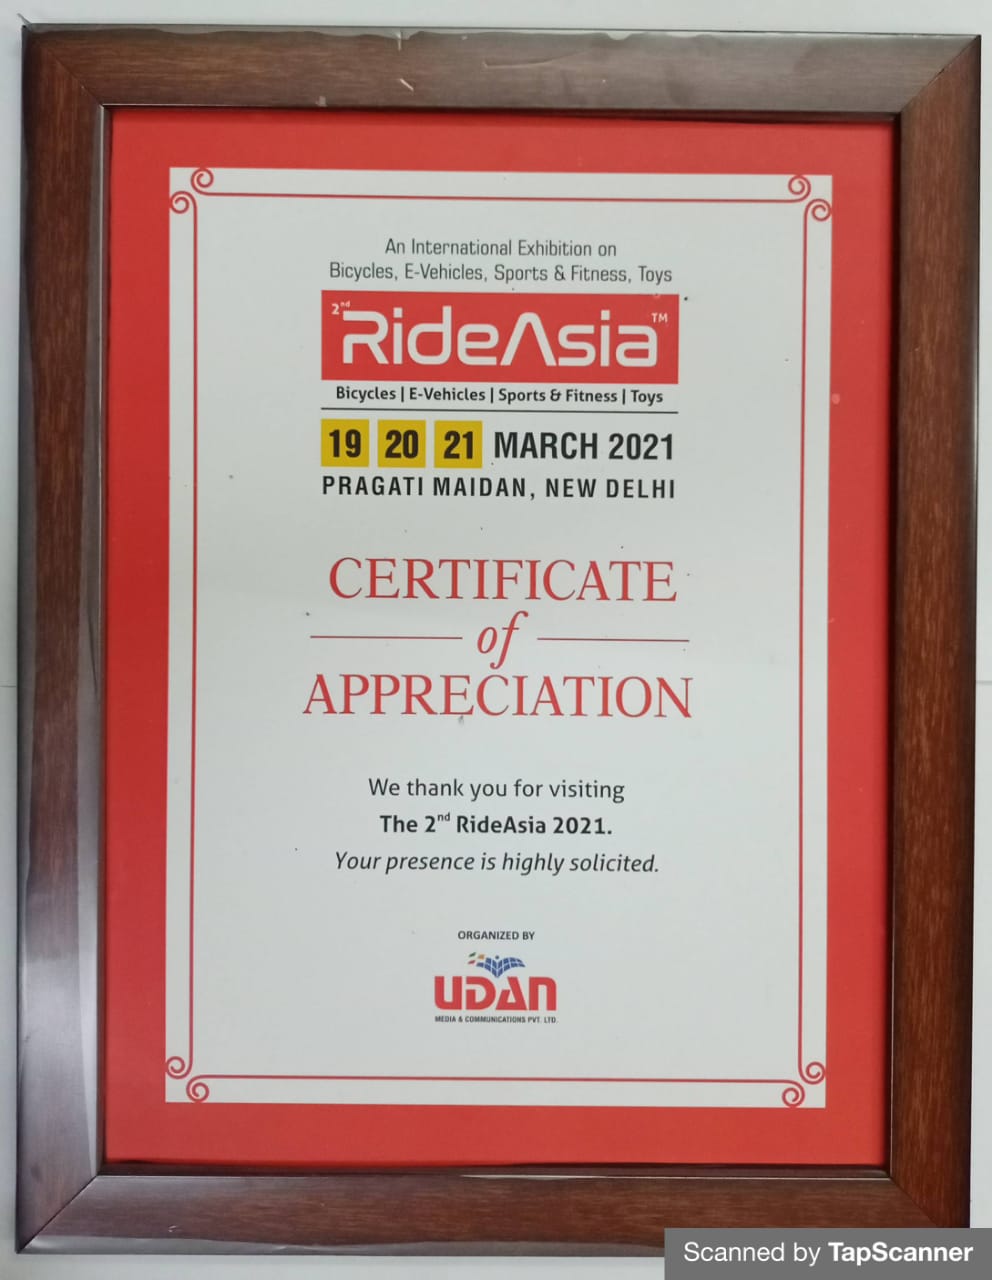 An International Exhibition on
Bicycles, E-Vehicles, Sports & Fitness, Toys
2nd RideAsia TM
Bicycles | E-Vehicles | Sports & Fitness | Toys
19 20 21 MARCH 2021
PRAGATI MAIDAN, NEW DELHI
CERTIFICATE
of
APPRECIATION
We thank you for visiting
The 2nd RideAsia 2021.
Your presence is highly solicited.
ORGANIZED BY
UDAN
MEDIA & COMMUNICATIONS PVT. LTD.
Scanned by TapScanner